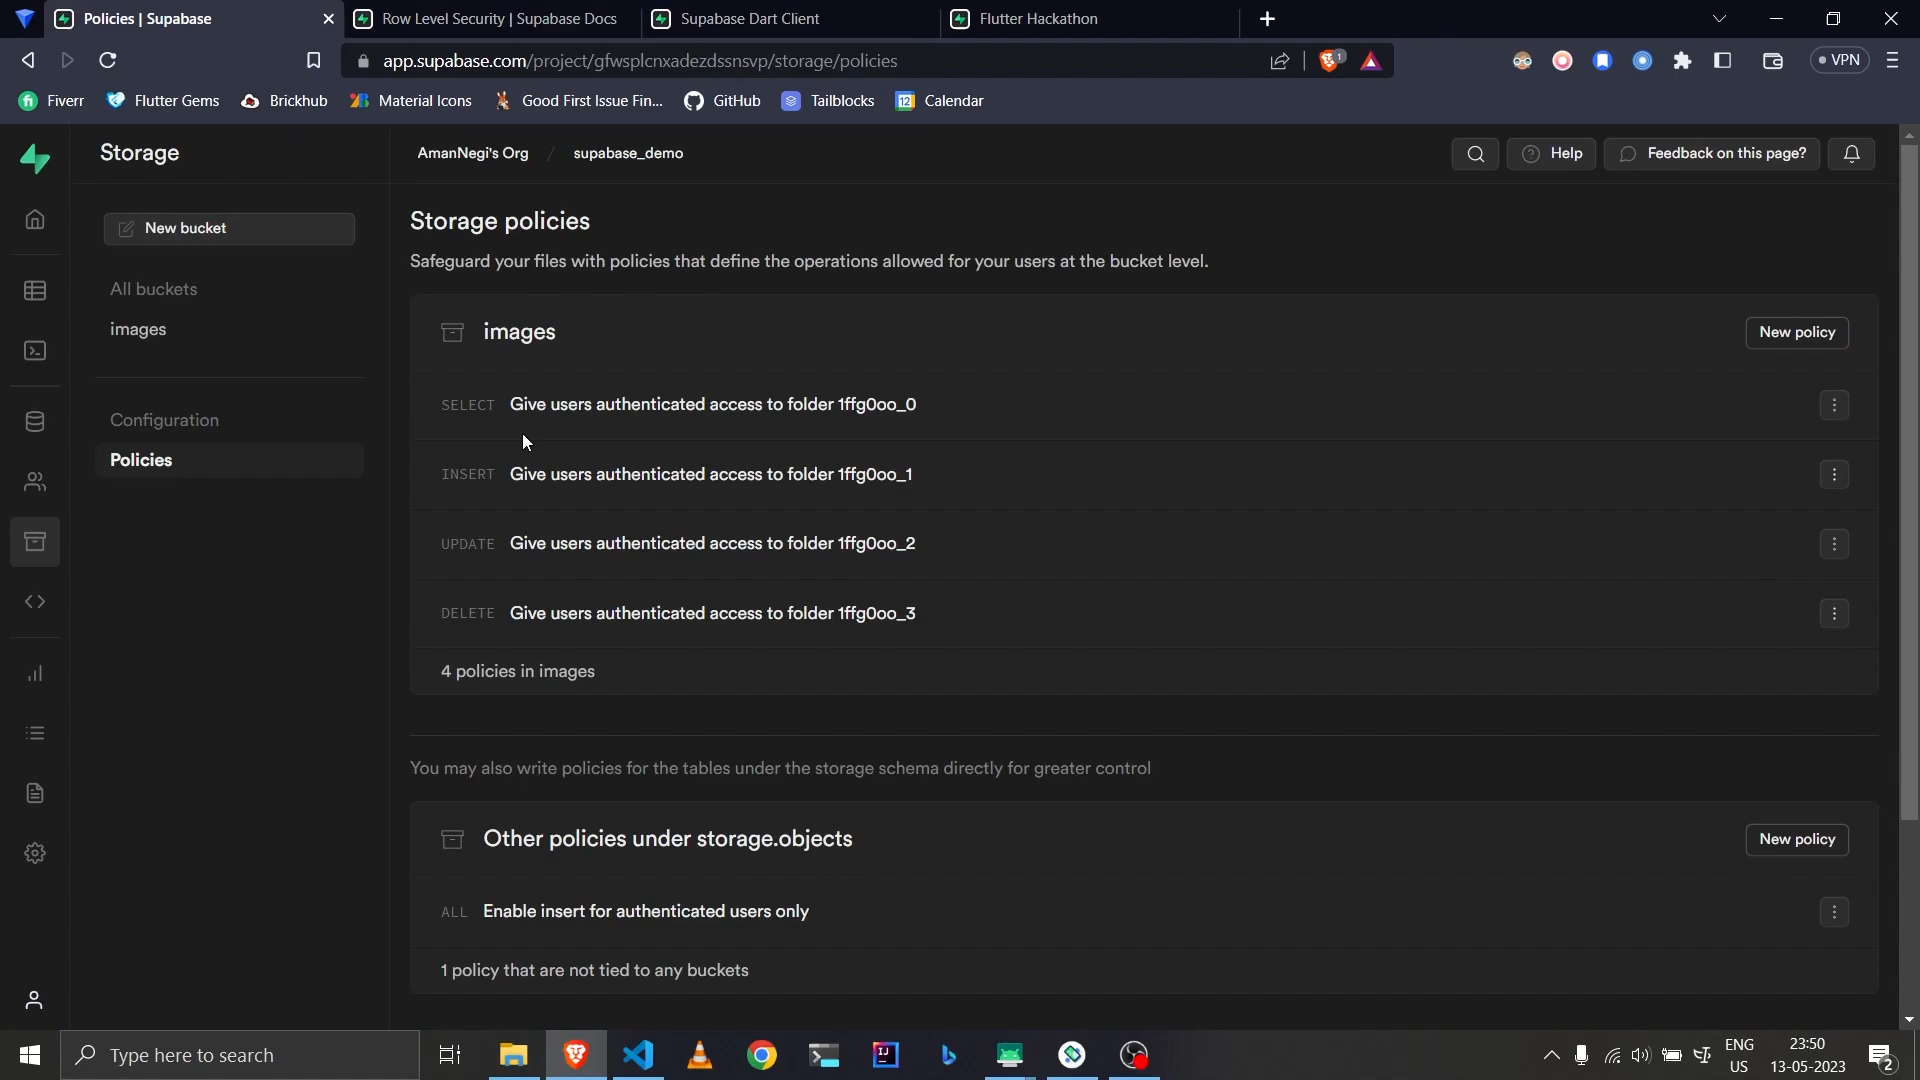 Policies | Supabase
Row Level Security | Supabase Docs
Supabase Dart Client
Flutter Hackathon
app.supabase.com/project/gfwsplcnxadezdssnsvp/storage/policies
1
VPN
Fiverr
Flutter Gems
Brickhub
Material Icons
Good First Issue Fin...
GitHub
Tailblocks
12
Calendar
Storage
AmanNegi's Org / supabase_demo
Help
Feedback on this page?
New bucket
All buckets
images
Configuration
Policies
Storage policies
Safeguard your files with policies that define the operations allowed for your users at the bucket level.
images
New policy
SELECT Give users authenticated access to folder 1ffg0oo_0
INSERT Give users authenticated access to folder 1ffg0oo_1
UPDATE Give users authenticated access to folder 1ffg0oo_2
DELETE Give users authenticated access to folder 1ffg0oo_3
4 policies in images
You may also write policies for the tables under the storage schema directly for greater control
Other policies under storage.objects
New policy
ALL Enable insert for authenticated users only
1 policy that are not tied to any buckets
Type here to search
IJ
ENG
US
23:50
13-05-2023
2